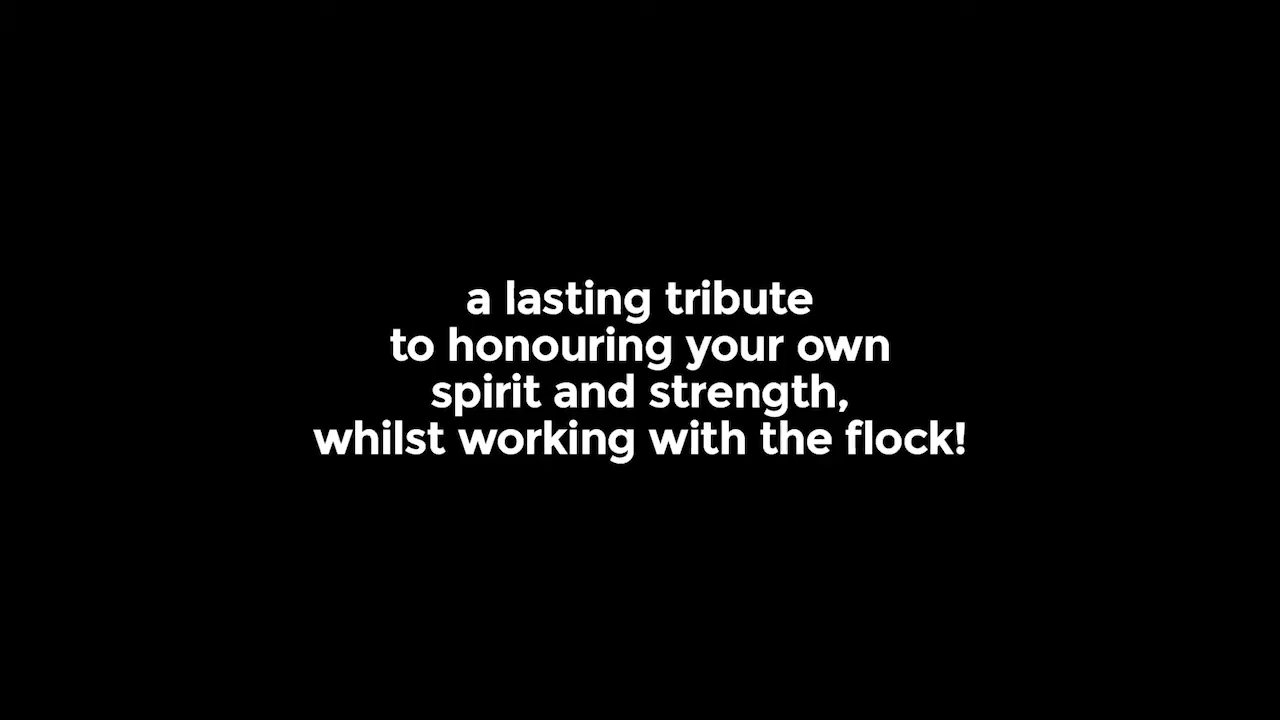 a lasting tribute
to honouring your own
spirit and strength,
whilst working with the flock!